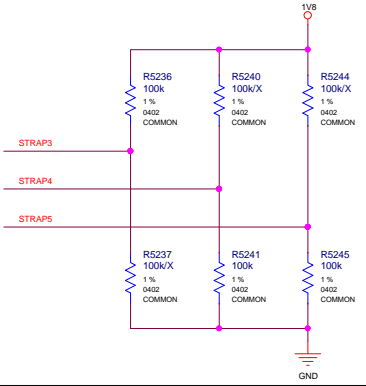 1V8
R5236
100k
1 %
0402
COMMON
R5240
100k/X
1 %
0402
COMMON
R5244
100k/X
1 %
0402
COMMON
STRAP3
STRAP4
STRAP5
R5237
100k/X
1 %
0402
COMMON
R5241
100k
1 %
0402
COMMON
R5245
100k
1 %
0402
COMMON
GND